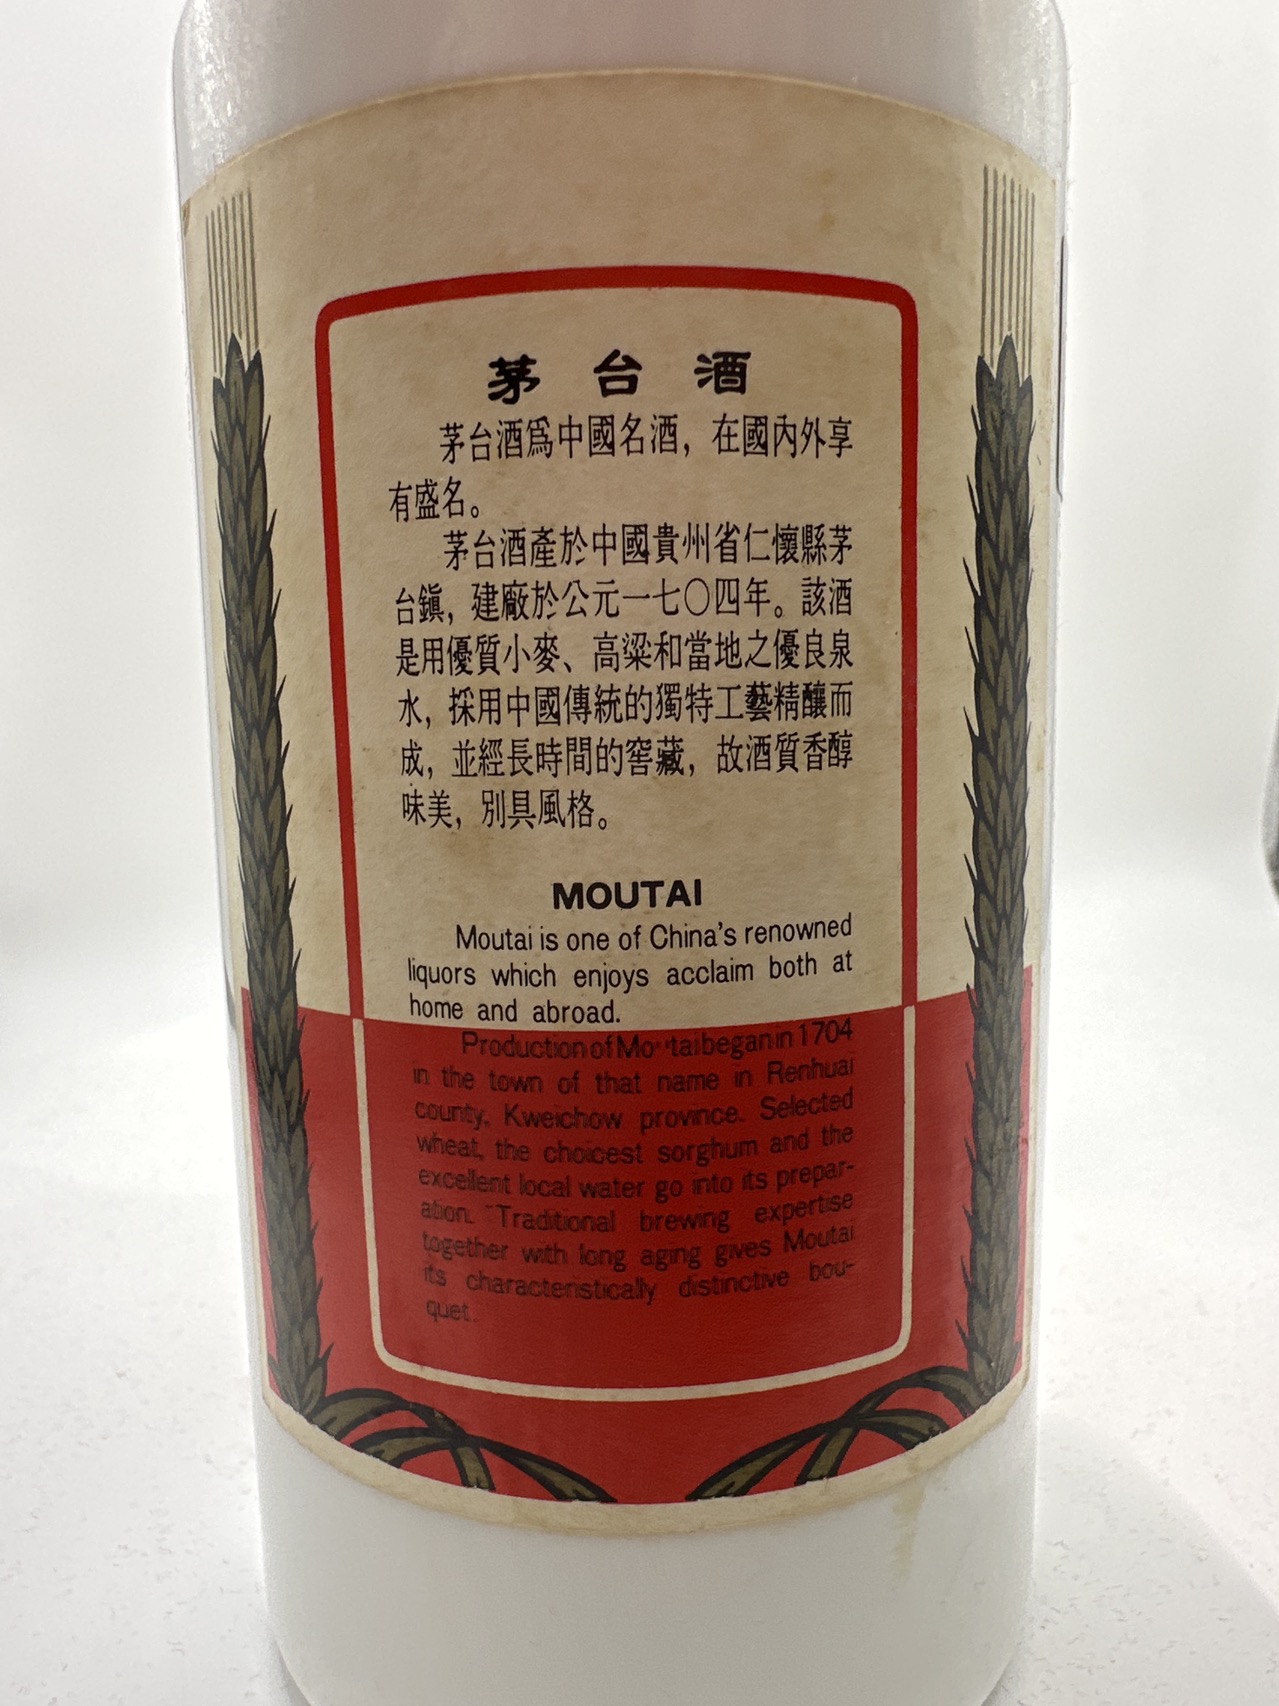 茅台酒
茅台酒爲中國名酒，在國內外享
有盛名。
茅台酒產於中國貴州省仁懷縣茅
台鎭，建廠於公元一七〇四年。該酒
是用優質小麥、高粱和當地之優良泉
水，採用中國傳統的獨特工藝精釀而
成，並經長時間的窖藏，故酒質香醇
味美，別具風格。
MOUTAI
Moutai is one of China's renowned
liquors which enjoys acclaim both at
home and abroad.
Production of Moutai began in 1704
in the town of that name in Renhuai
county, Kweichow province. Selected
wheat, the choicest sorghum and the
excellent local water go into its prepar-
ation. Traditional brewing expertise
together with long aging gives Moutai
its characteristically distinctive bou-
quet.